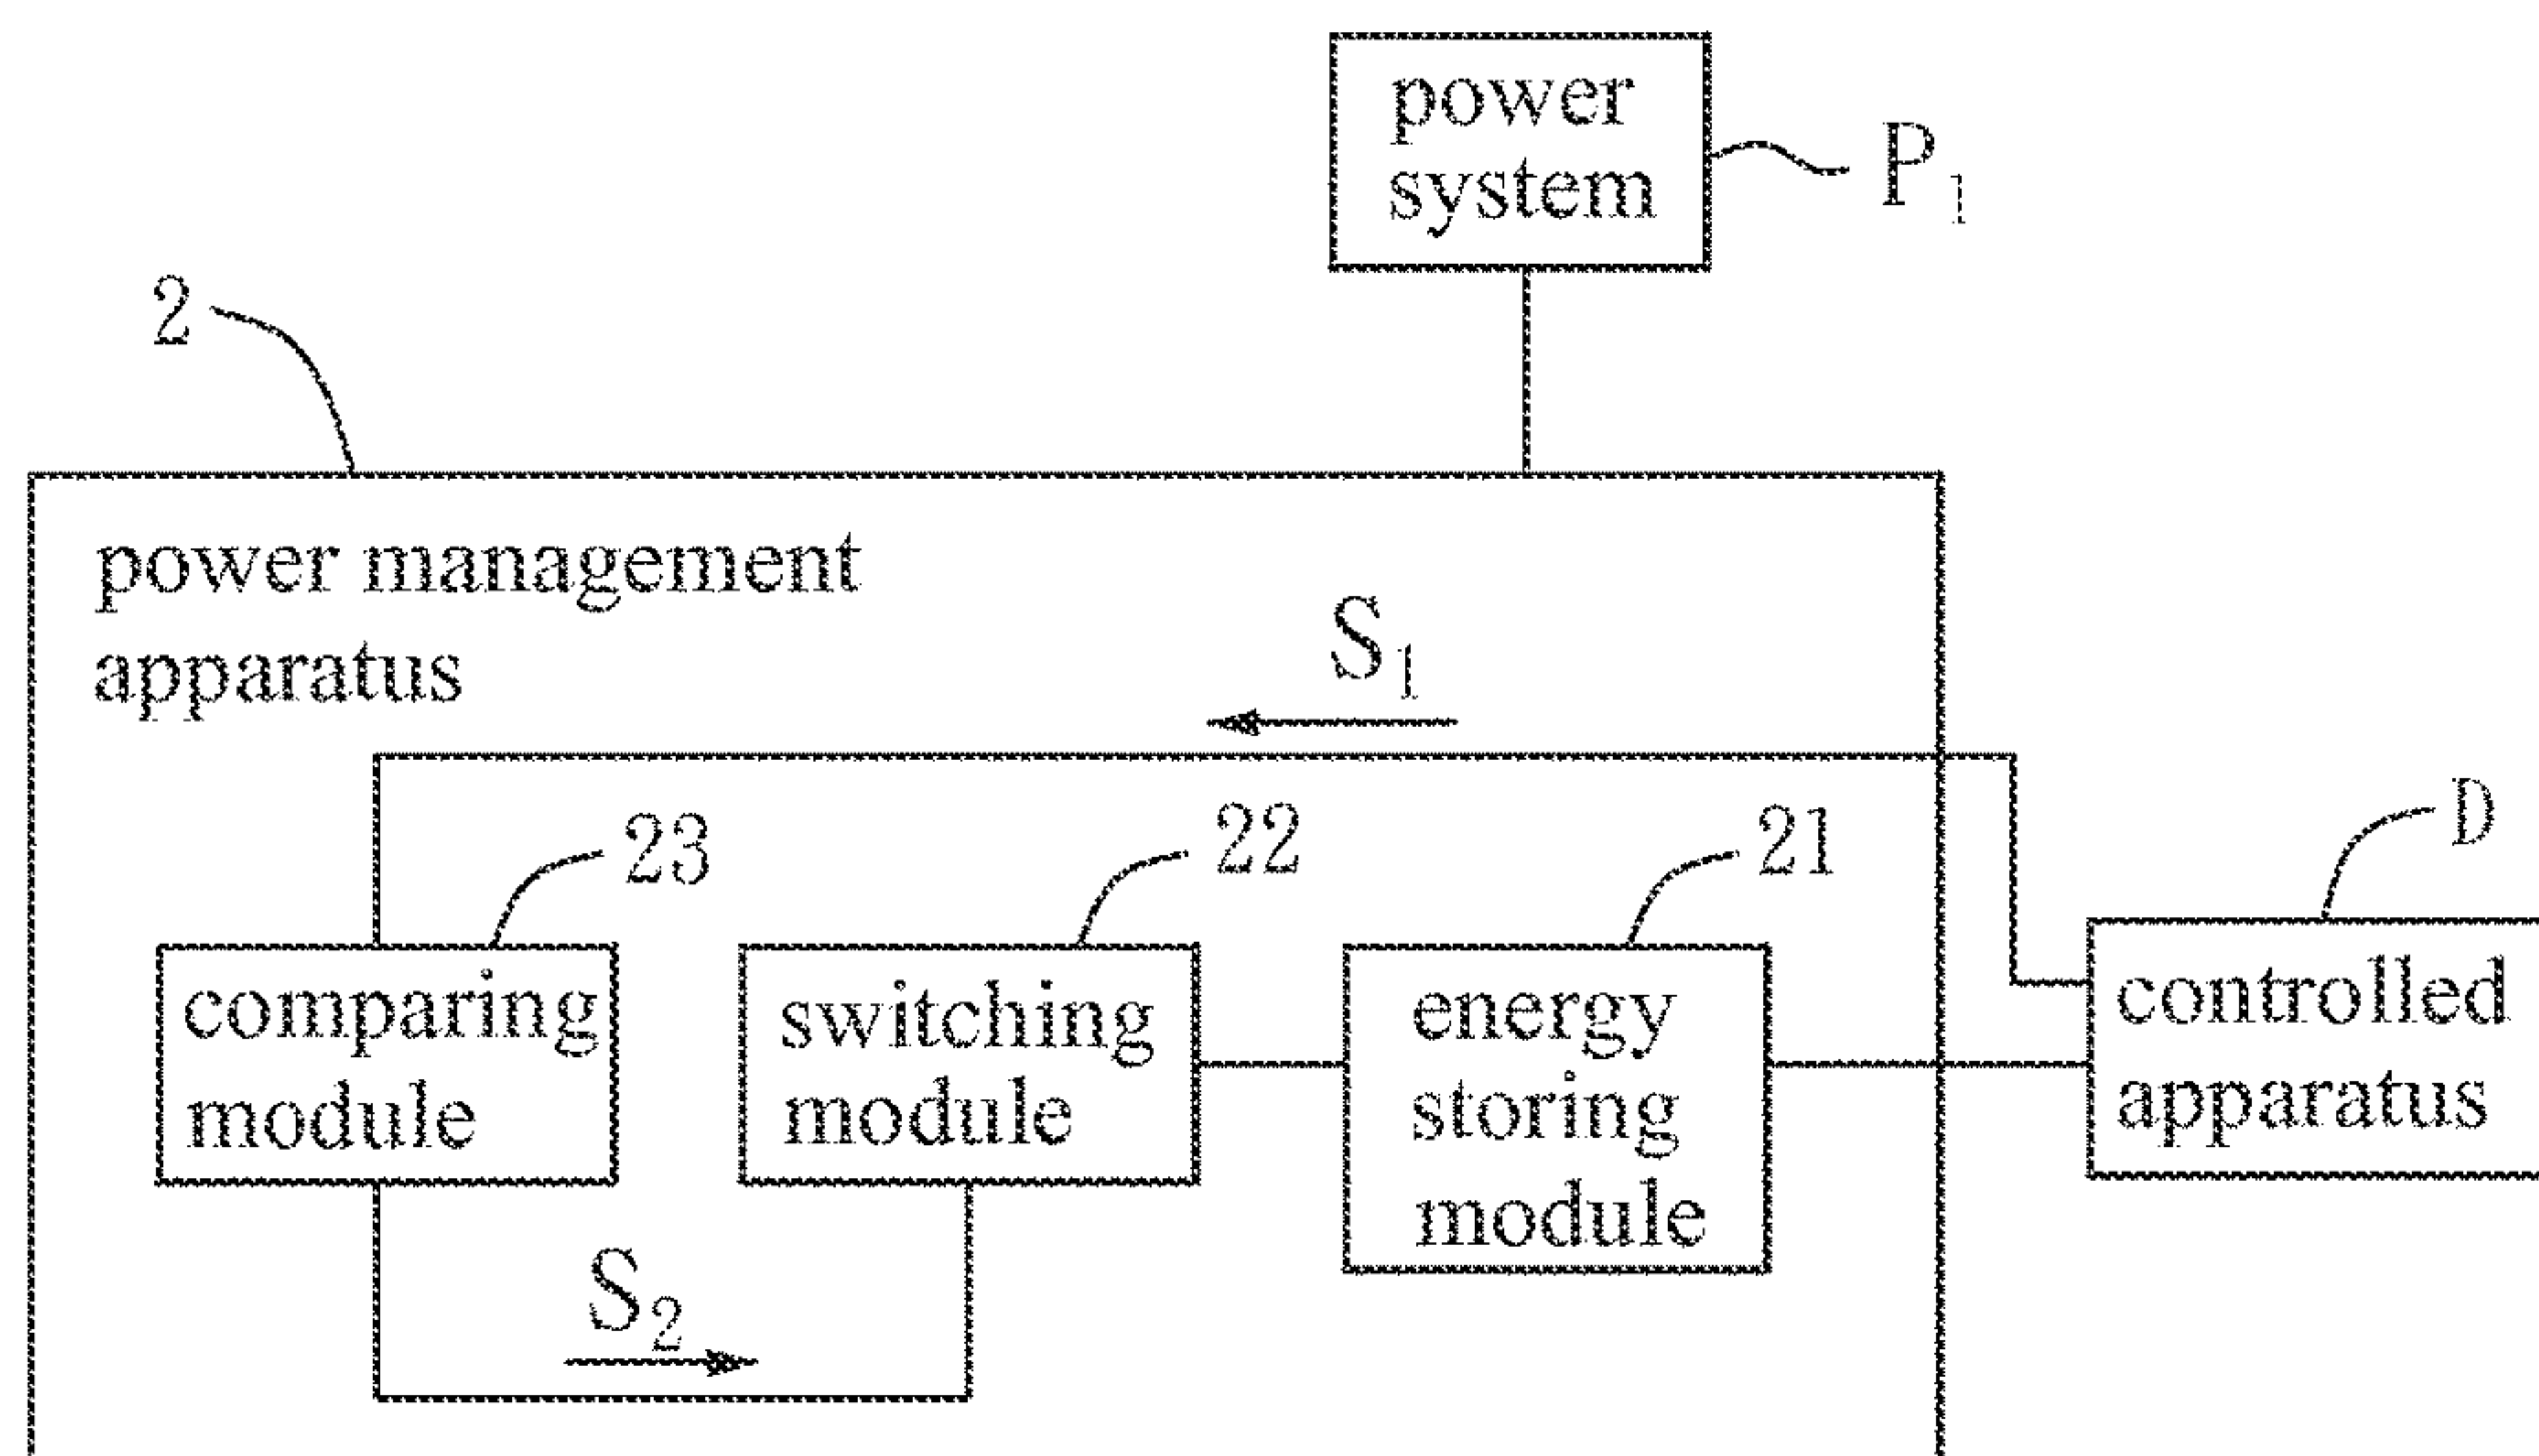 power
system
P1
2
power management
apparatus
S1
23
22
21
D
comparing
module
switching
module
energy
storing
module
controlled
apparatus
S2